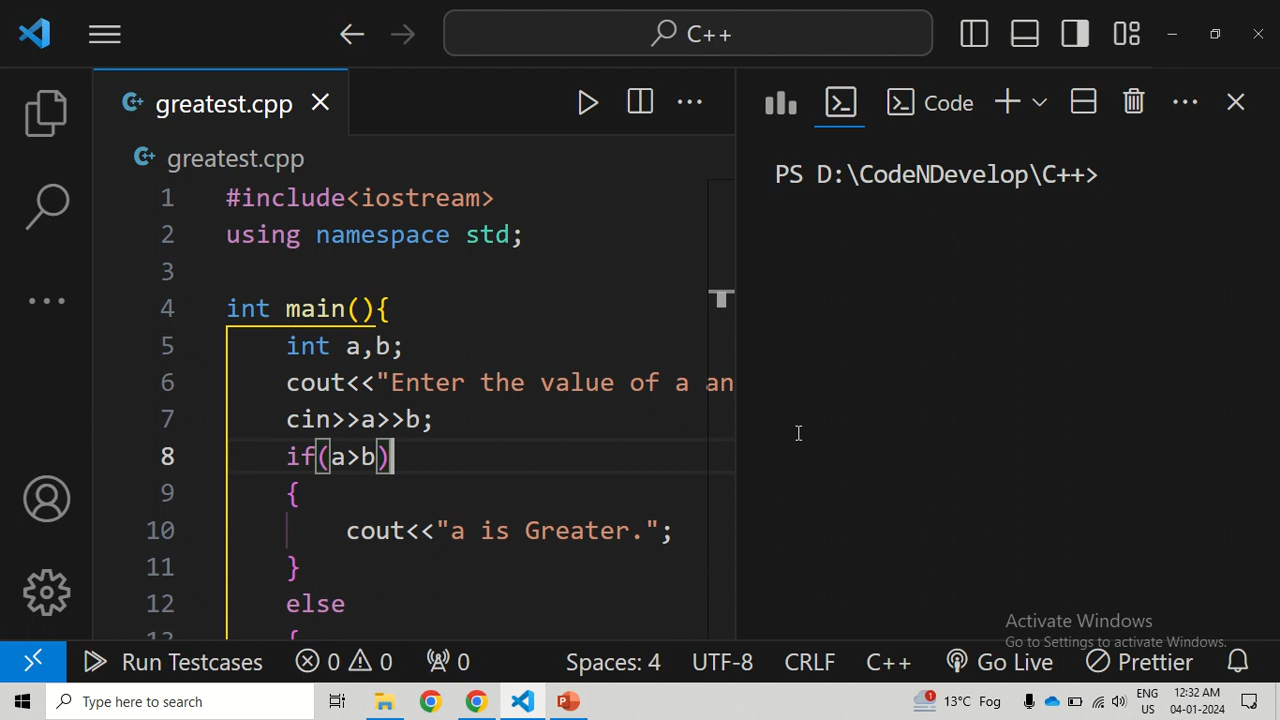 C++
greatest.cpp
Code
greatest.cpp
PS D:\CodeNDevelop\C++>
1 #include<iostream>
2 using namespace std;
3
4 int main(){
5 int a,b;
6 cout<<"Enter the value of a an
7 cin>>a>>b;
8 if(a>b)
9 {
10 cout<<"a is Greater.";
11 }
12 else
{
Activate Windows
Go to Settings to activate Windows.
Run Testcases 0 0 0 Spaces: 4 UTF-8 CRLF C++ Go Live Prettier
Type here to search
1 13°C Fog
ENG
US
12:32 AM
04-01-2024